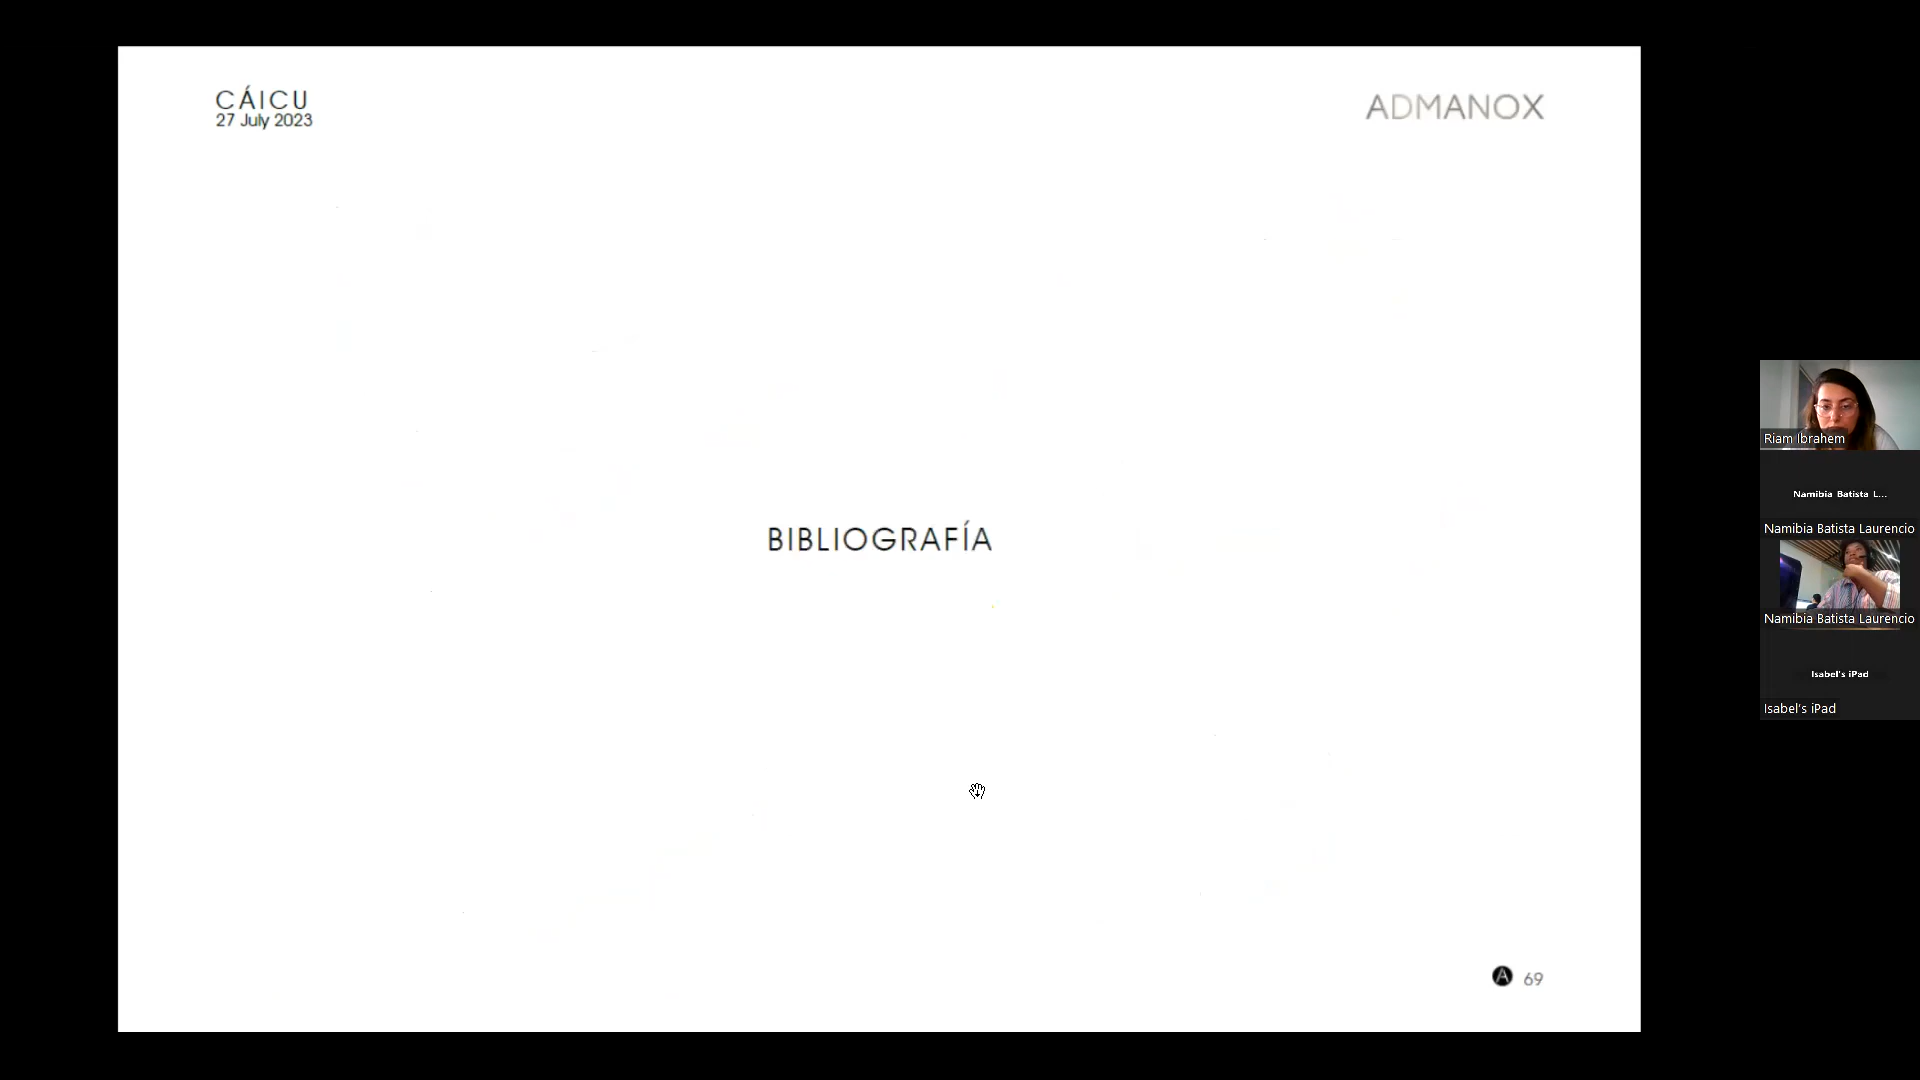 CÁICU
27 July 2023
ADMANOX
BIBLIOGRAFÍA
A 69
Riam Ibrahem
Namibia Batista L...
Namibia Batista Laurencio
Namibia Batista Laurencio
Isabel's iPad
Isabel's iPad